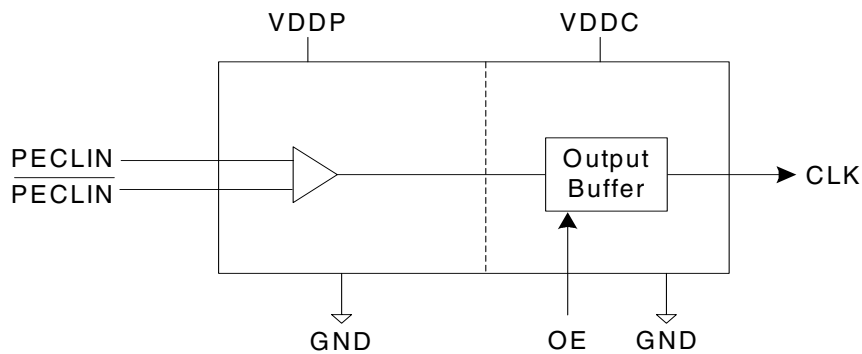 VDDP
VDDC
PECLIN
PECLIN
Output
Buffer
CLK
GND
OE
GND